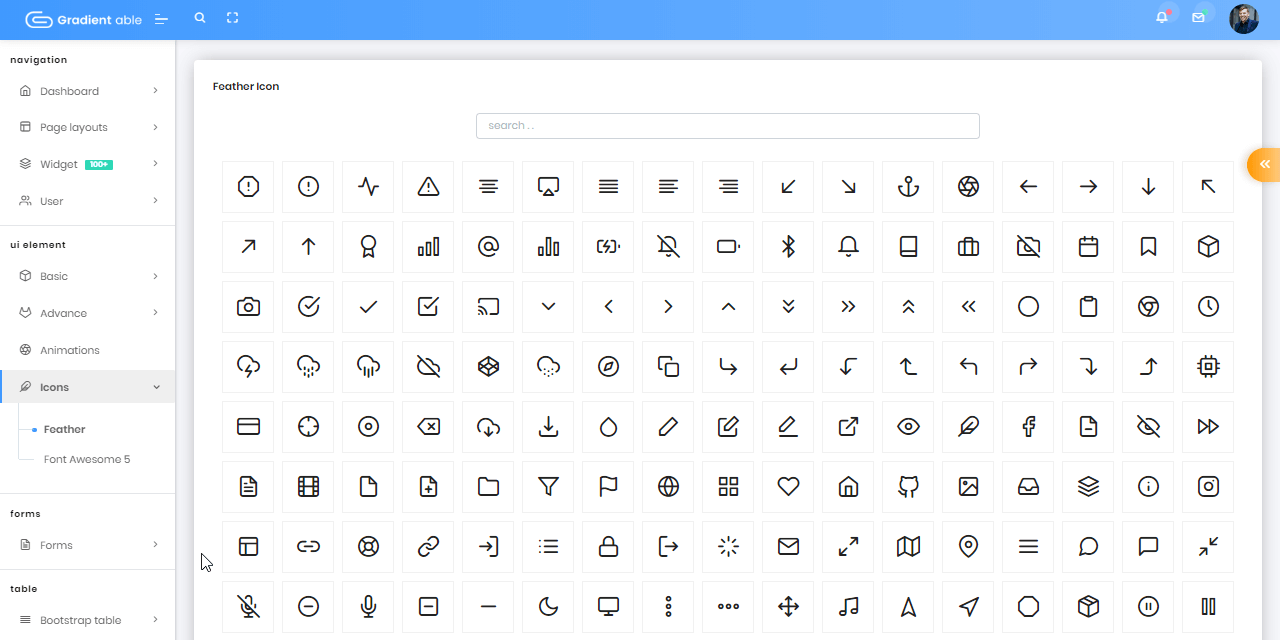 Gradient able
navigation
Dashboard
Page layouts
Widget 100+
User
ui element
Basic
Advance
Animations
Icons
Feather
Font Awesome 5
forms
Forms
table
Bootstrap table
Feather Icon
search . .